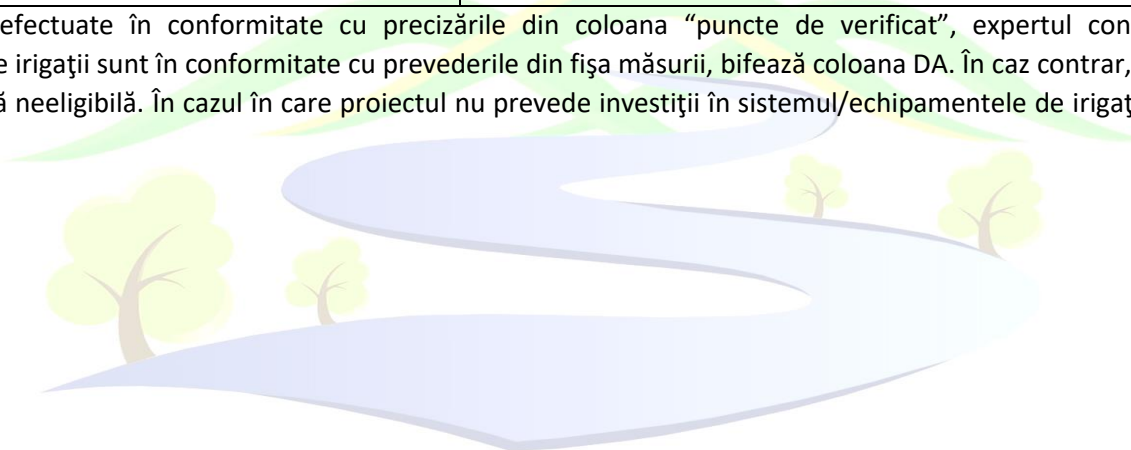 efectuate în conformitate cu precizările din coloana “puncte de verificat”, expertul con
e irigaţii sunt în conformitate cu prevederile din fişa măsurii, bifează coloana DA. În caz contrar,
ă neeligibilă. În cazul în care proiectul nu prevede investiţii în sistemul/echipamentele de irigaţ